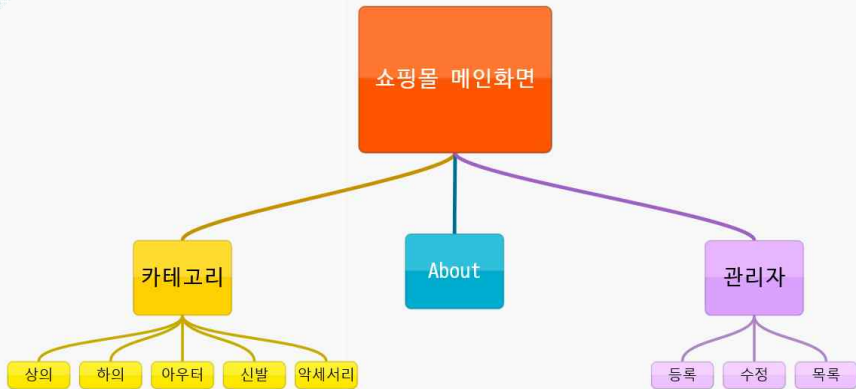 쇼핑몰 메인화면
카테고리
About
관리자
상의
하의
아우터
신발
악세서리
등록
수정
목록